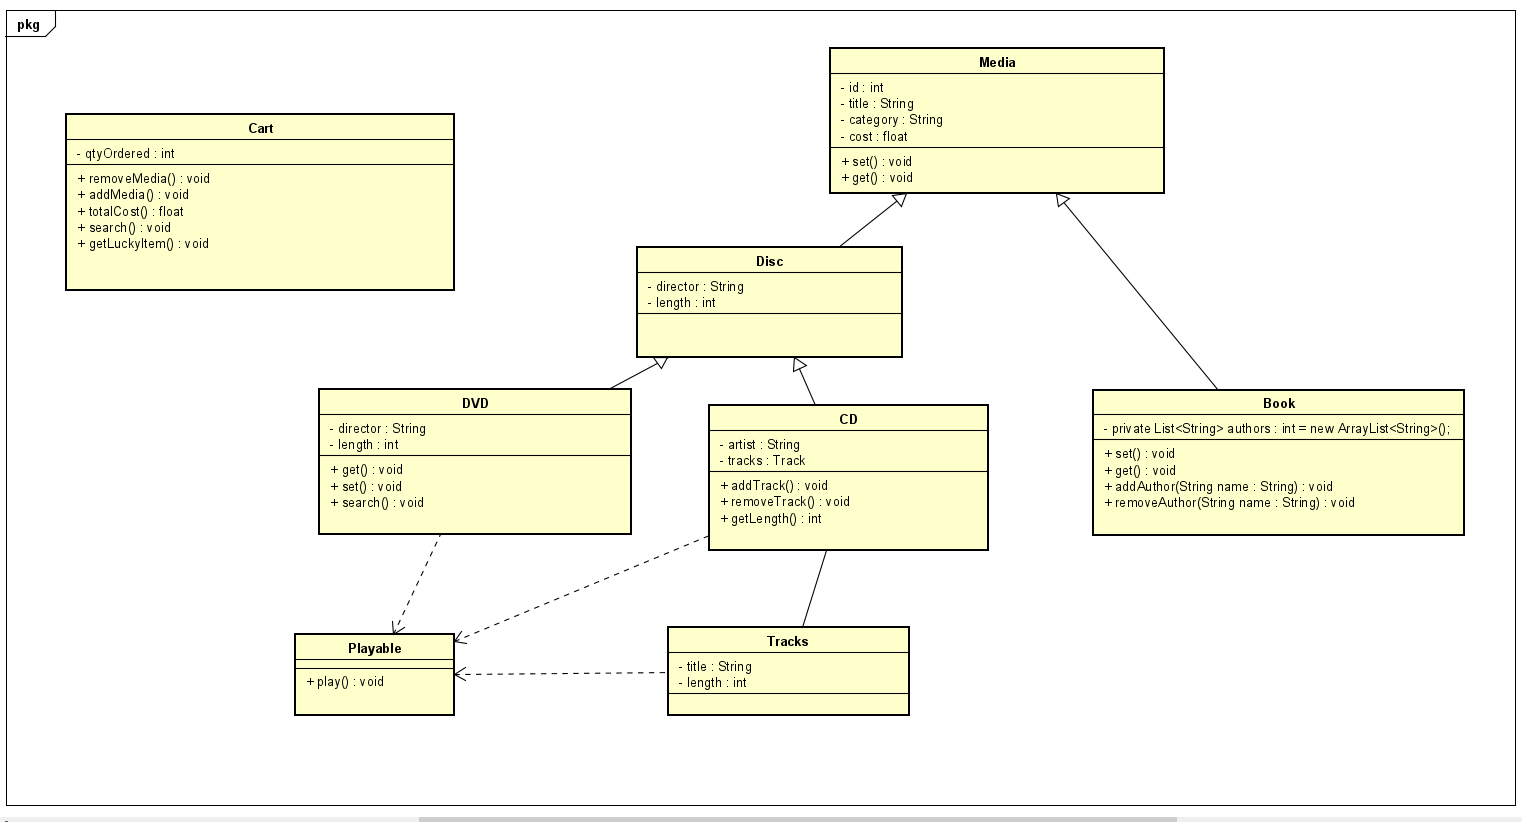 pkg
Media
- id : int
- title : String
- category : String
- cost : float
+ set() : void
+ get() : void
Cart
- qtyOrdered : int
+ removeMedia() : void
+ addMedia() : void
+ totalCost() : float
+ search() : void
+ getLuckyItem() : void
Disc
- director : String
- length : int
DVD
- director : String
- length : int
+ get() : void
+ set() : void
+ search() : void
CD
- artist : String
- tracks : Track
+ addTrack() : void
+ removeTrack() : void
+ getLength() : int
Book
- private List<String> authors : int = new ArrayList<String>();
+ set() : void
+ get() : void
+ addAuthor(String name : String) : void
+ removeAuthor(String name : String) : void
Playable
+ play() : void
Tracks
- title : String
- length : int